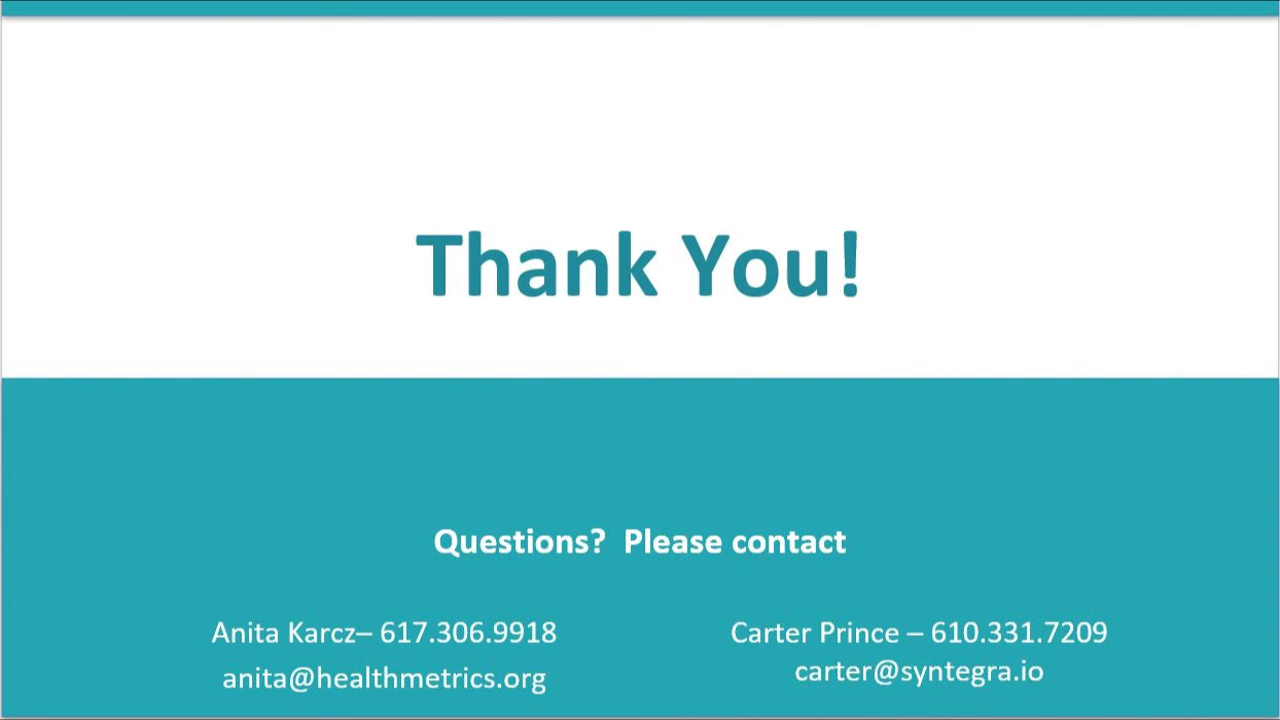 Thank You!
Questions?  Please contact
Anita Karcz– 617.306.9918
anita@healthmetrics.org
Carter Prince – 610.331.7209
carter@syntegra.io